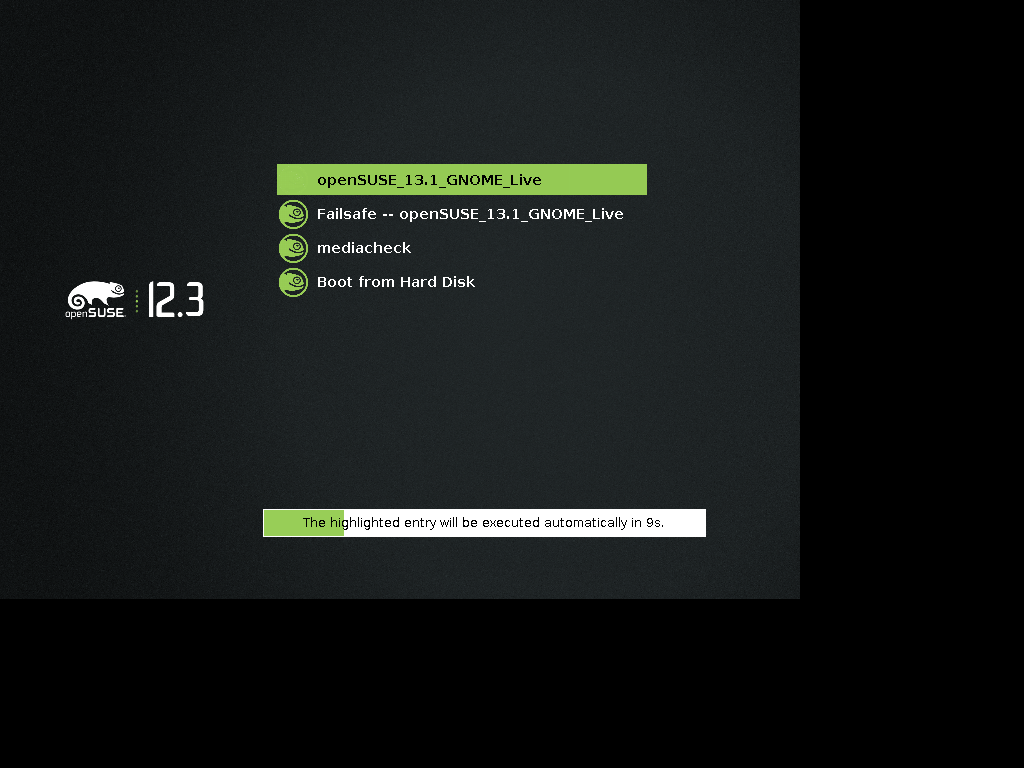 openSUSE_13.1_GNOME_Live
Failsafe -- openSUSE_13.1_GNOME_Live
mediacheck
Boot from Hard Disk
openSUSE 12.3
The highlighted entry will be executed automatically in 9s.